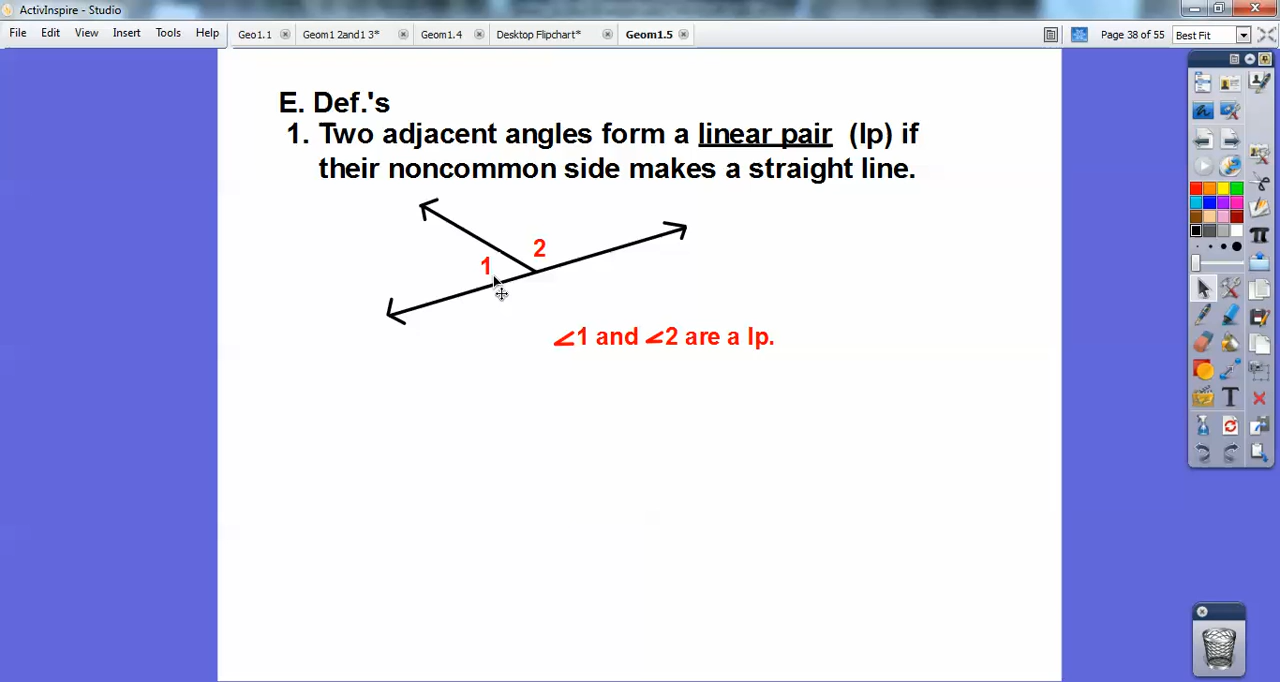 ActivInspire - Studio
File Edit View Insert Tools Help
Geo1.1 Geom1 2and1 3* Geom1.4 Desktop Flipchart* Geom1.5
Page 38 of 55 Best Fit
E. Def.'s
1. Two adjacent angles form a linear pair (lp) if
their noncommon side makes a straight line.
2
1
∠1 and ∠2 are a lp.